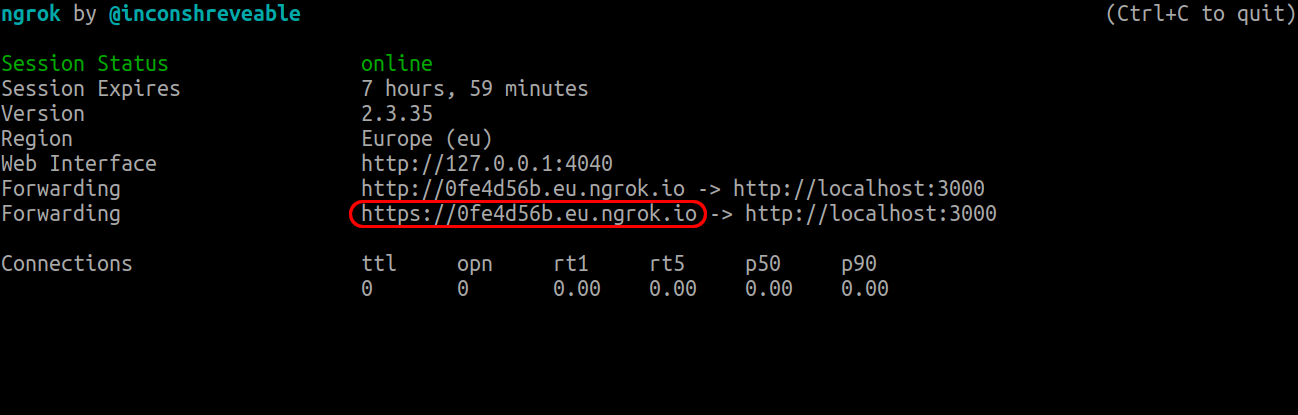 ngrok by @inconshreveable (Ctrl+C to quit)
Session Status online
Session Expires 7 hours, 59 minutes
Version 2.3.35
Region Europe (eu)
Web Interface http://127.0.0.1:4040
Forwarding http://0fe4d56b.eu.ngrok.io -> http://localhost:3000
Forwarding https://0fe4d56b.eu.ngrok.io -> http://localhost:3000
Connections ttl opn rt1 rt5 p50 p90
0 0 0.00 0.00 0.00 0.00